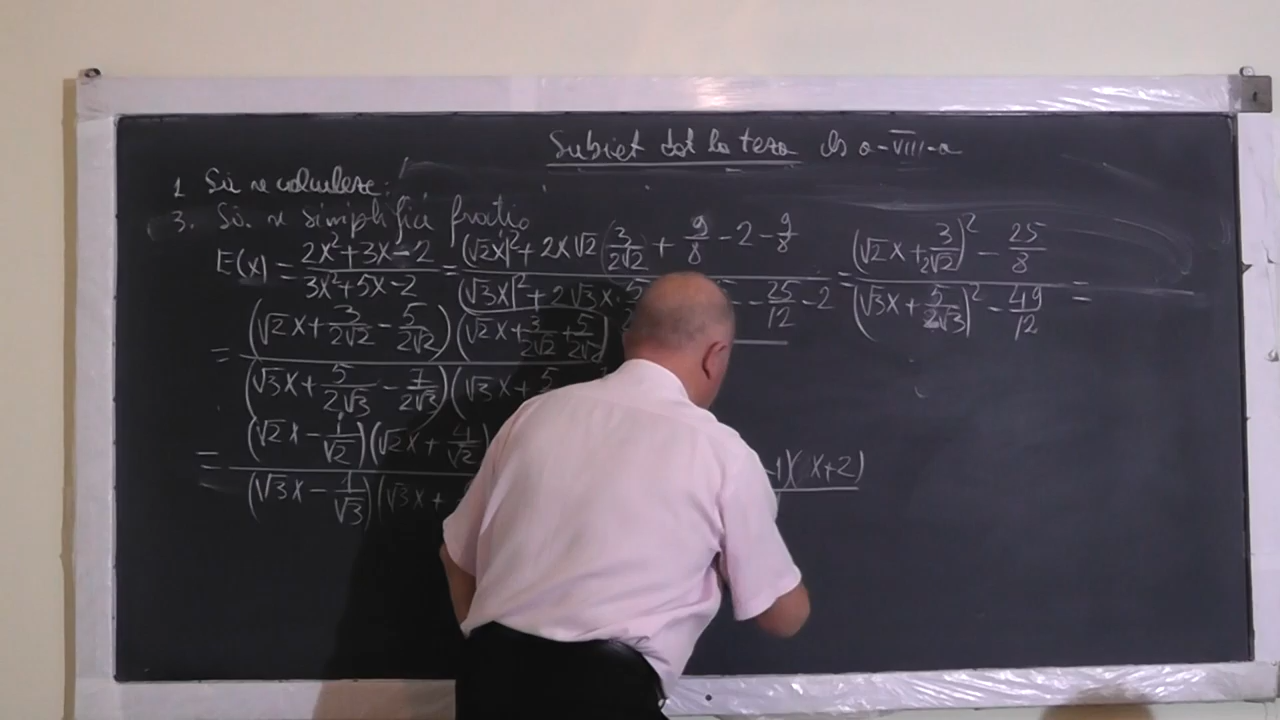 Subiect dat la teza cls a-VIII-a
1. Să se calculeze:
3. Să se simplifice fractia
E(x) = (2x²+3x-2)/(3x²+5x-2) = ((√2x)² + 2x√2(3/(2√2)) + 9/8 - 2 - 9/8)/((√3x)² + 2√3x · 5 - 25/12 - 2) = ((√2x + 3/(2√2))² - 25/8)/((√3x + 5/(2√3))² - 49/12) =
= ((√2x + 3/(2√2) - 5/(2√2))(√2x + 3/(2√2) + 5/(2√2)))/((√3x + 5/(2√3) - 7/(2√3))(√3x + 5
= ((√2x - 1/√2)(√2x + 4/√2)/((√3x - 1/√3)(√3x + -1)(x+2)